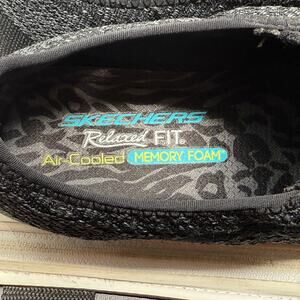 SKECHERS
Relaxed FIT
Air-Cooled MEMORY FOAM